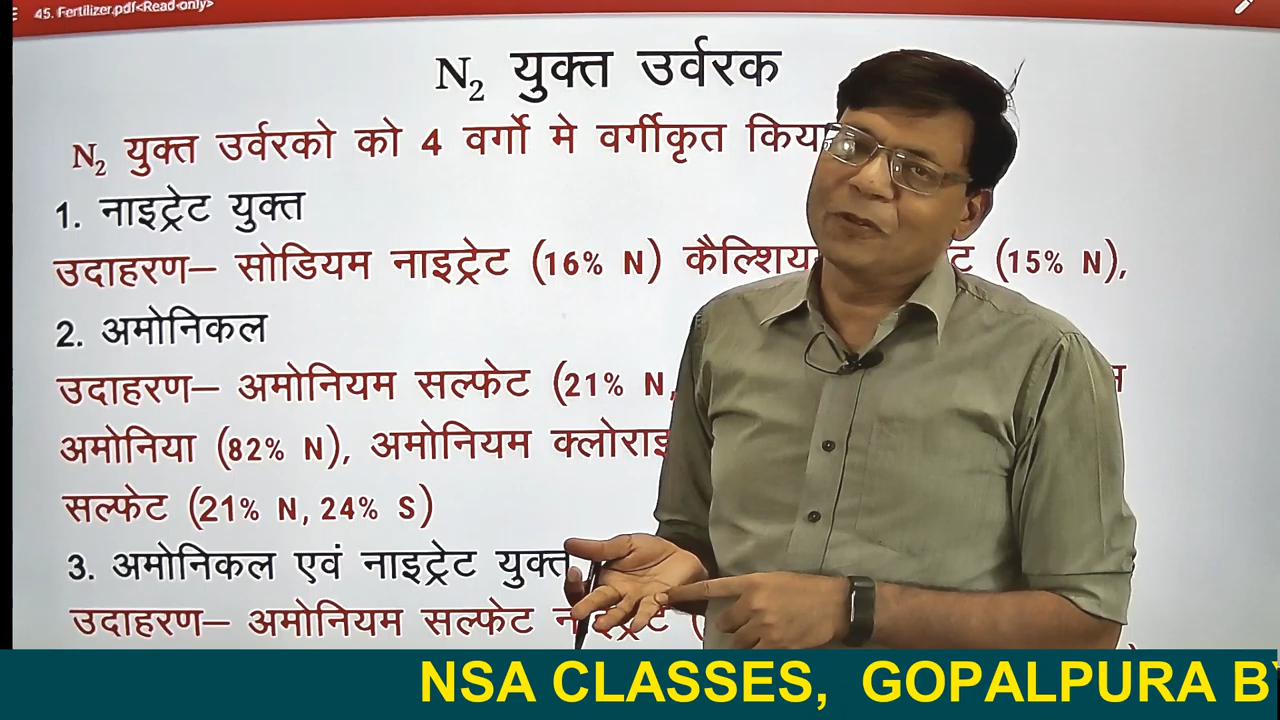 45. Fertilizer.pdf<Read-only>
N₂ युक्त उर्वरक
N₂ युक्त उर्वरको को 4 वर्गो मे वर्गीकृत किया
1. नाइट्रेट युक्त
उदाहरण– सोडियम नाइट्रेट (16% N) (15% N),
2. अमोनिकल
उदाहरण– अमोनियम सल्फेट (21% N,
अमोनिया (82% N), अमोनियम
सल्फेट (21% N, 24% S)
3. अमोनिकल एवं नाइट्रेट युक्त
उदाहरण– अमोनियम सल्फेट
NSA CLASSES, GOPALPURA